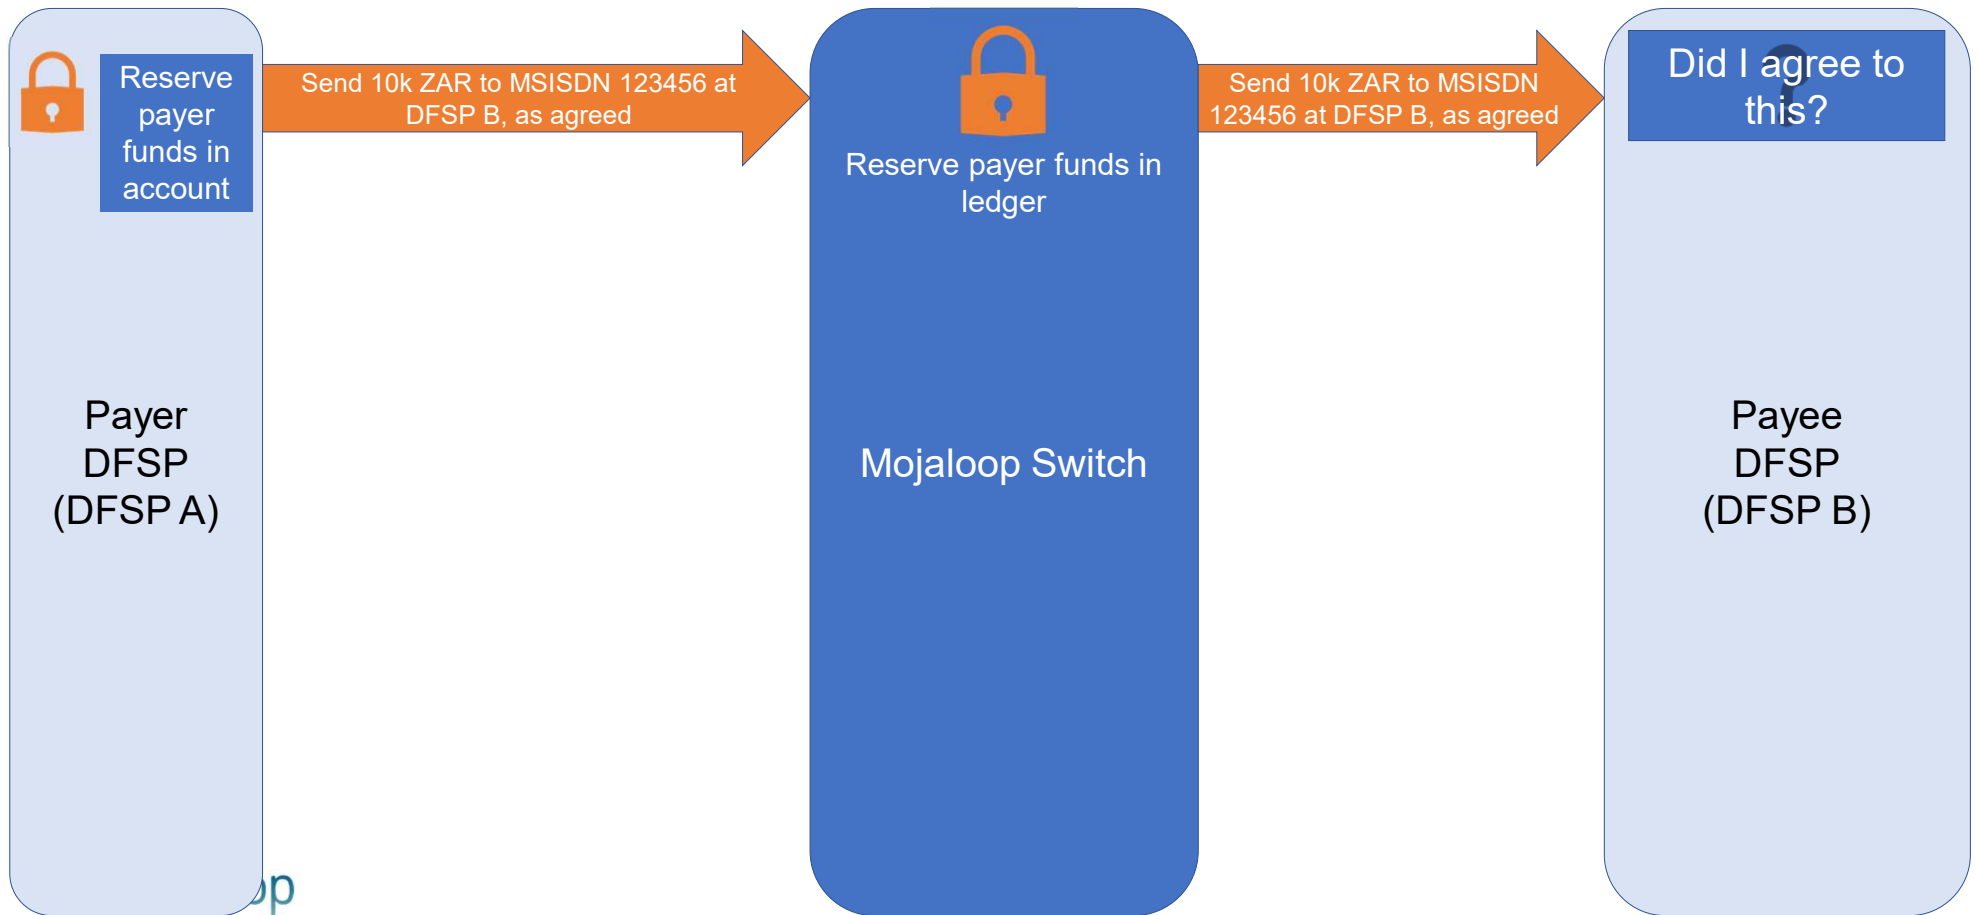 Reserve
payer
funds in
account
Send 10k ZAR to MSISDN 123456 at
DFSP B, as agreed
Reserve payer funds in
ledger
Send 10k ZAR to MSISDN
123456 at DFSP B, as agreed
Did I agree to
this?
?
Payer
DFSP
(DFSP A)
Mojaloop Switch
Payee
DFSP
(DFSP B)